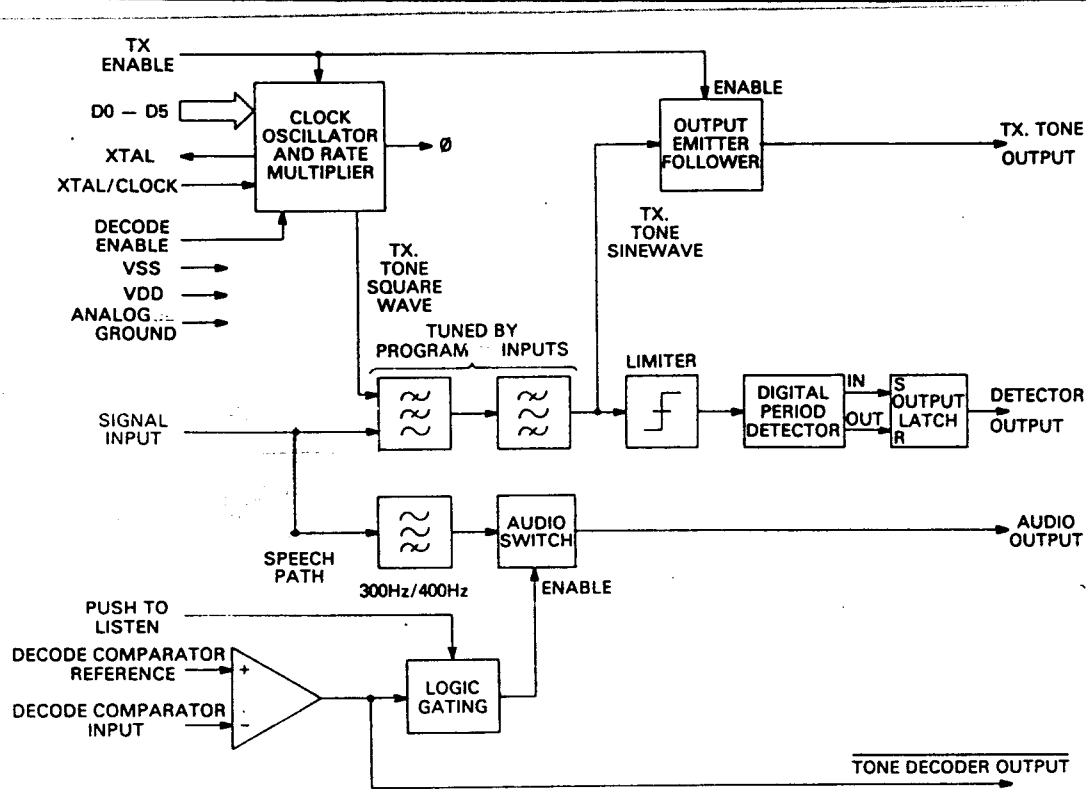 TX
ENABLE
D0 — D5
XTAL
XTAL/CLOCK
DECODE
ENABLE
VSS
VDD
ANALOG
GROUND
CLOCK
OSCILLATOR
AND RATE
MULTIPLIER
Ø
ENABLE
OUTPUT
EMITTER
FOLLOWER
TX. TONE
OUTPUT
TX.
TONE
SQUARE
WAVE
TX.
TONE
SINEWAVE
TUNED BY
PROGRAM INPUTS
LIMITER
SIGNAL
INPUT
DIGITAL
PERIOD
DETECTOR
IN
OUT
S
OUTPUT
LATCH
R
DETECTOR
OUTPUT
SPEECH
PATH
300Hz/400Hz
AUDIO
SWITCH
ENABLE
AUDIO
OUTPUT
PUSH TO
LISTEN
DECODE COMPARATOR
REFERENCE
+
DECODE COMPARATOR
INPUT
−
LOGIC
GATING
TONE DECODER OUTPUT